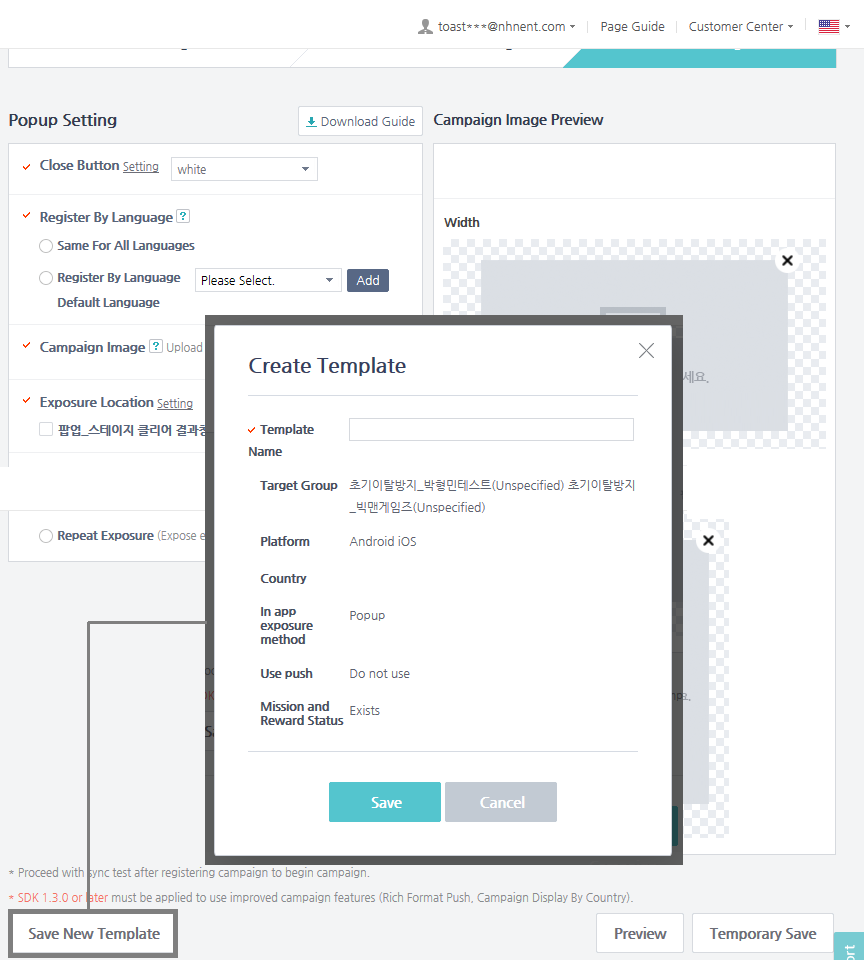 toast***@nhnent.com
Page Guide
Customer Center
Popup Setting
Download Guide
Campaign Image Preview
Close Button Setting
white
Register By Language ?
Same For All Languages
Register By Language
Please Select.
Add
Default Language
Campaign Image ? Upload
Exposure Location Setting
팝업_스테이지 클리어 결과창
Repeat Exposure (Expose e
Width
세요.
Create Template
Template
Name
Target Group
초기이탈방지_박형민테스트(Unspecified) 초기이탈방지
_빅맨게임즈(Unspecified)
Platform
Android iOS
Country
In app
exposure
method
Popup
Use push
Do not use
Mission and
Reward Status
Exists
Save
Cancel
* Proceed with sync test after registering campaign to begin campaign.
* SDK 1.3.0 or later must be applied to use improved campaign features (Rich Format Push, Campaign Display By Country).
Save New Template
Preview
Temporary Save